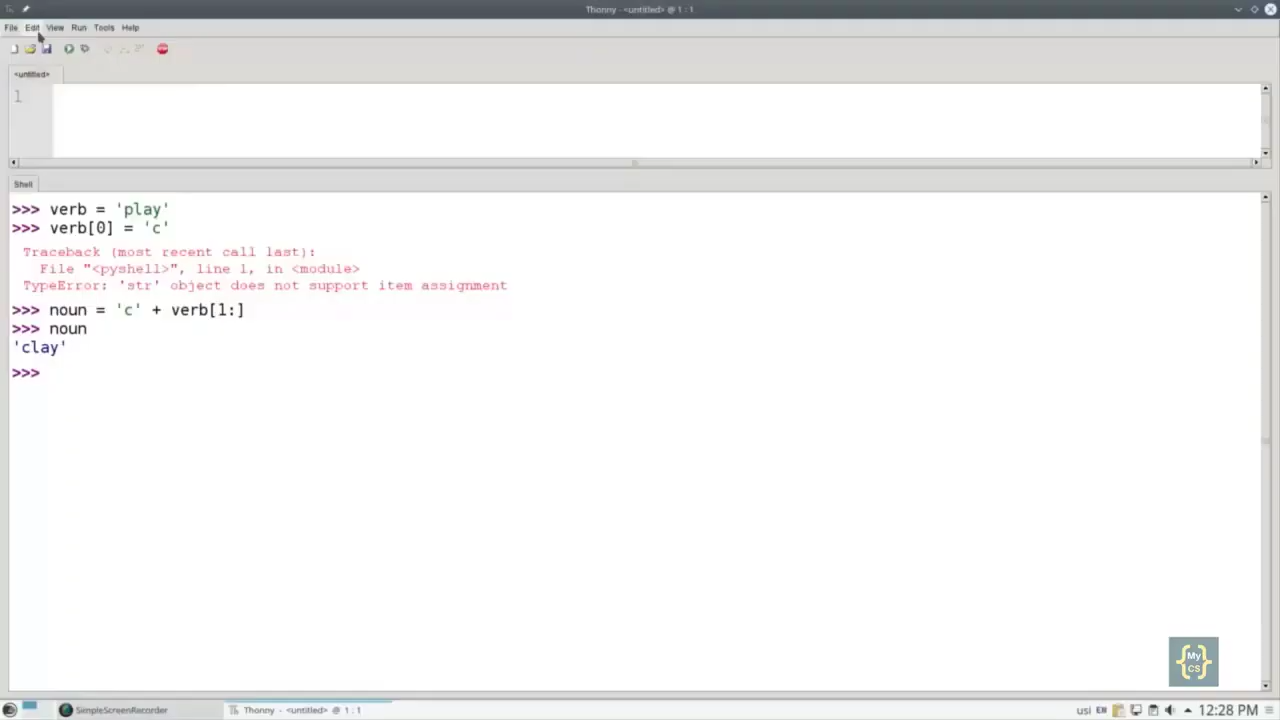 Thonny - <untitled> @ 1 : 1
File Edit View Run Tools Help
<untitled>
1
Shell
>>> verb = 'play'
>>> verb[0] = 'c'
Traceback (most recent call last):
File "<pyshell>", line 1, in <module>
TypeError: 'str' object does not support item assignment
>>> noun = 'c' + verb[1:]
>>> noun
'clay'
>>>
{My CS}
SimpleScreenRecorder Thonny - <untitled> @ 1 : 1 usi EN 12:28 PM